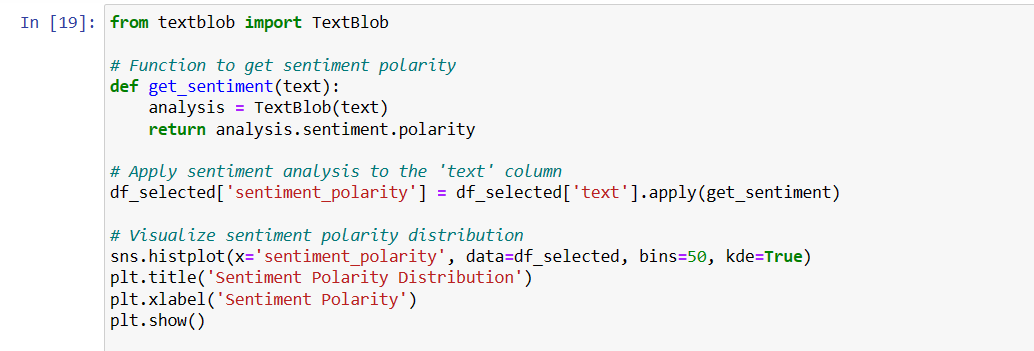 In [19]: from textblob import TextBlob
# Function to get sentiment polarity
def get_sentiment(text):
    analysis = TextBlob(text)
    return analysis.sentiment.polarity
# Apply sentiment analysis to the 'text' column
df_selected['sentiment_polarity'] = df_selected['text'].apply(get_sentiment)
# Visualize sentiment polarity distribution
sns.histplot(x='sentiment_polarity', data=df_selected, bins=50, kde=True)
plt.title('Sentiment Polarity Distribution')
plt.xlabel('Sentiment Polarity')
plt.show()